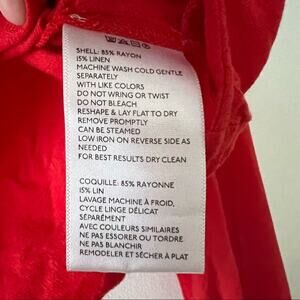 SHELL: 85% RAYON
15% LINEN
MACHINE WASH COLD GENTLE
SEPARATELY
WITH LIKE COLORS
DO NOT WRING OR TWIST
DO NOT BLEACH
RESHAPE & LAY FLAT TO DRY
REMOVE PROMPTLY
CAN BE STEAMED
LOW IRON ON REVERSE SIDE AS
NEEDED
FOR BEST RESULTS DRY CLEAN
COQUILLE: 85% RAYONNE
15% LIN
LAVAGE MACHINE À FROID,
CYCLE LINGE DÉLICAT
SÉPARÉMENT
AVEC COULEURS SIMILAIRES
NE PAS ESSORER OU TORDRE
NE PAS BLANCHIR
REMODELER ET SÉCHER À PLAT